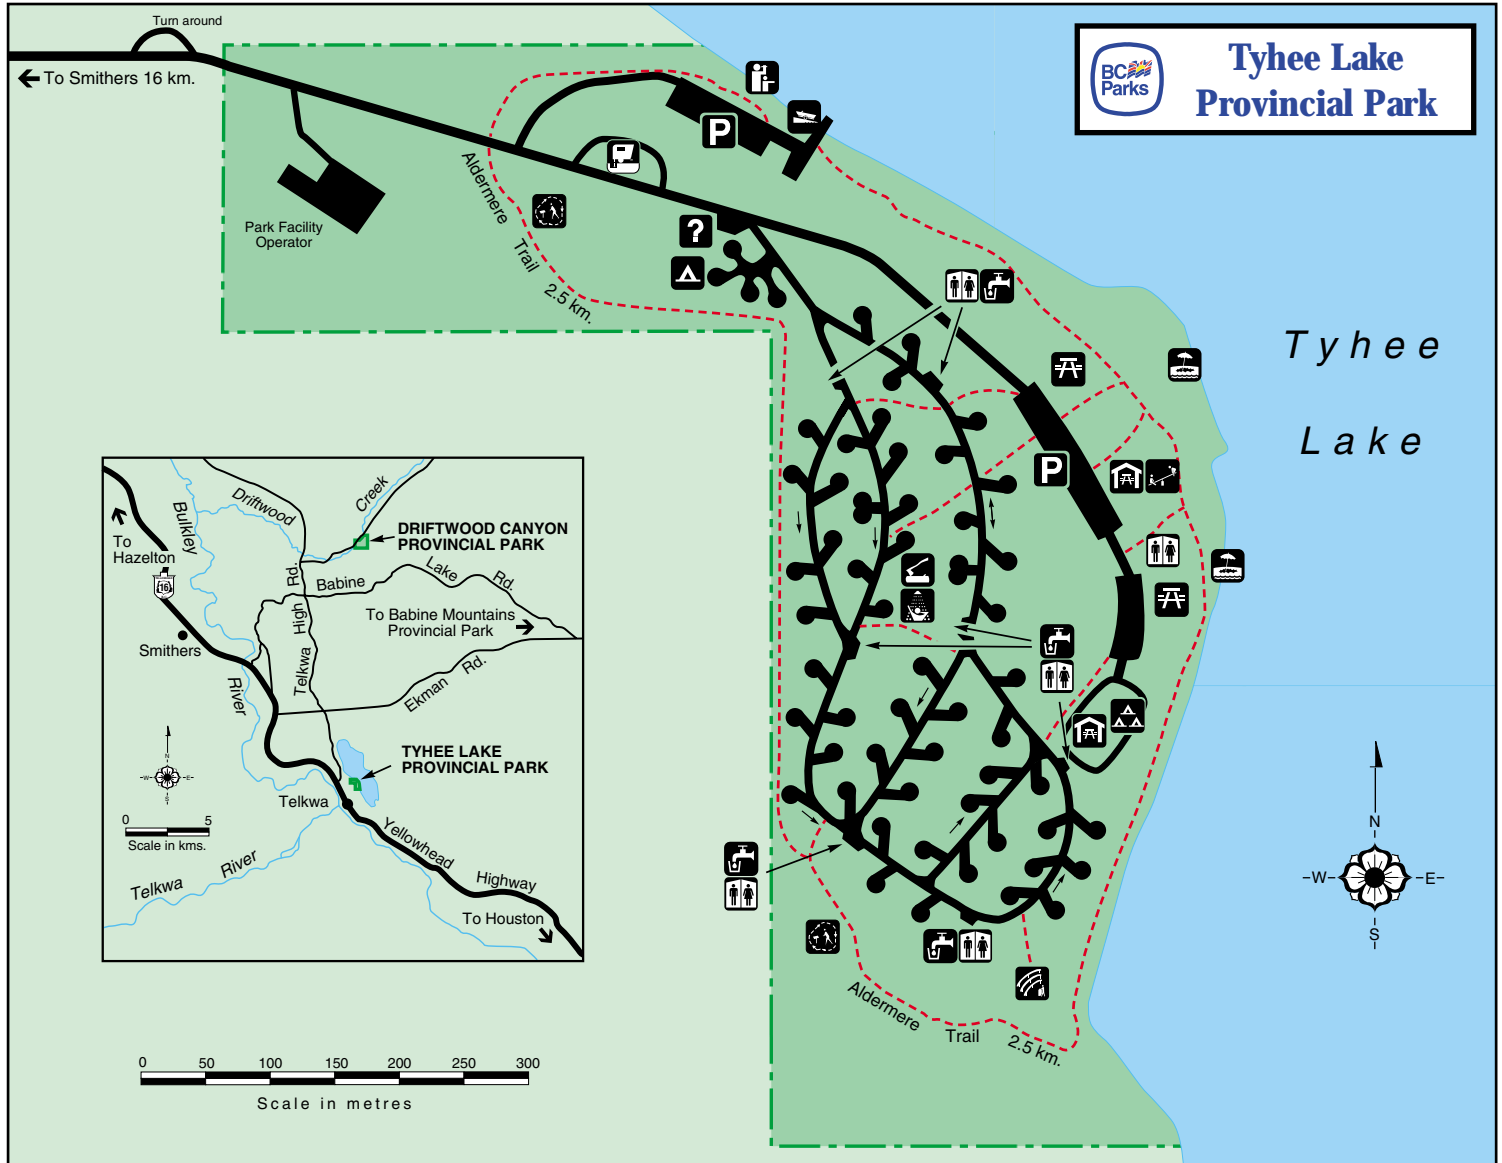 Turn around
To Smithers 16 km.
BC
Parks
Tyhee Lake
Provincial Park
P
Aldermere
Trail
2.5 km.
Park Facility
Operator
?
Tyhee
Lake
P
Driftwood
Creek
Bulkley
River
DRIFTWOOD CANYON
PROVINCIAL PARK
To
Hazelton
16
Babine
Lake
Rd.
Telkwa
High
Rd.
To Babine Mountains
Provincial Park
Smithers
Ekman
Rd.
TYHEE LAKE
PROVINCIAL PARK
N
W
E
S
0 5
Scale in kms.
Telkwa
Yellowhead
Highway
Telkwa
River
To Houston
N
W
E
S
Aldermere
Trail
2.5 km.
0 50 100 150 200 250 300
Scale in metres